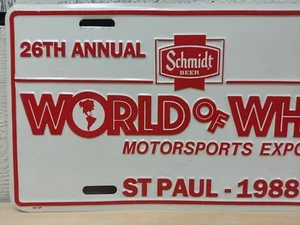 26TH ANNUAL
Schmidt
BEER
WORLD OF WH
MOTORSPORTS EXPO
ST PAUL - 1988